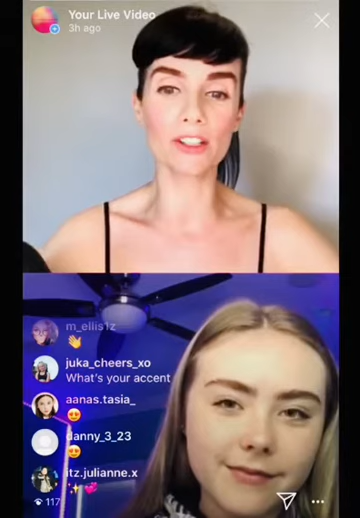 Your Live Video
3h ago
m_ellis1z
👋
juka_cheers_xo
What's your accent
aanas.tasia_
😍
danny_3_23
😍
itz.julianne.x
✨💞
117